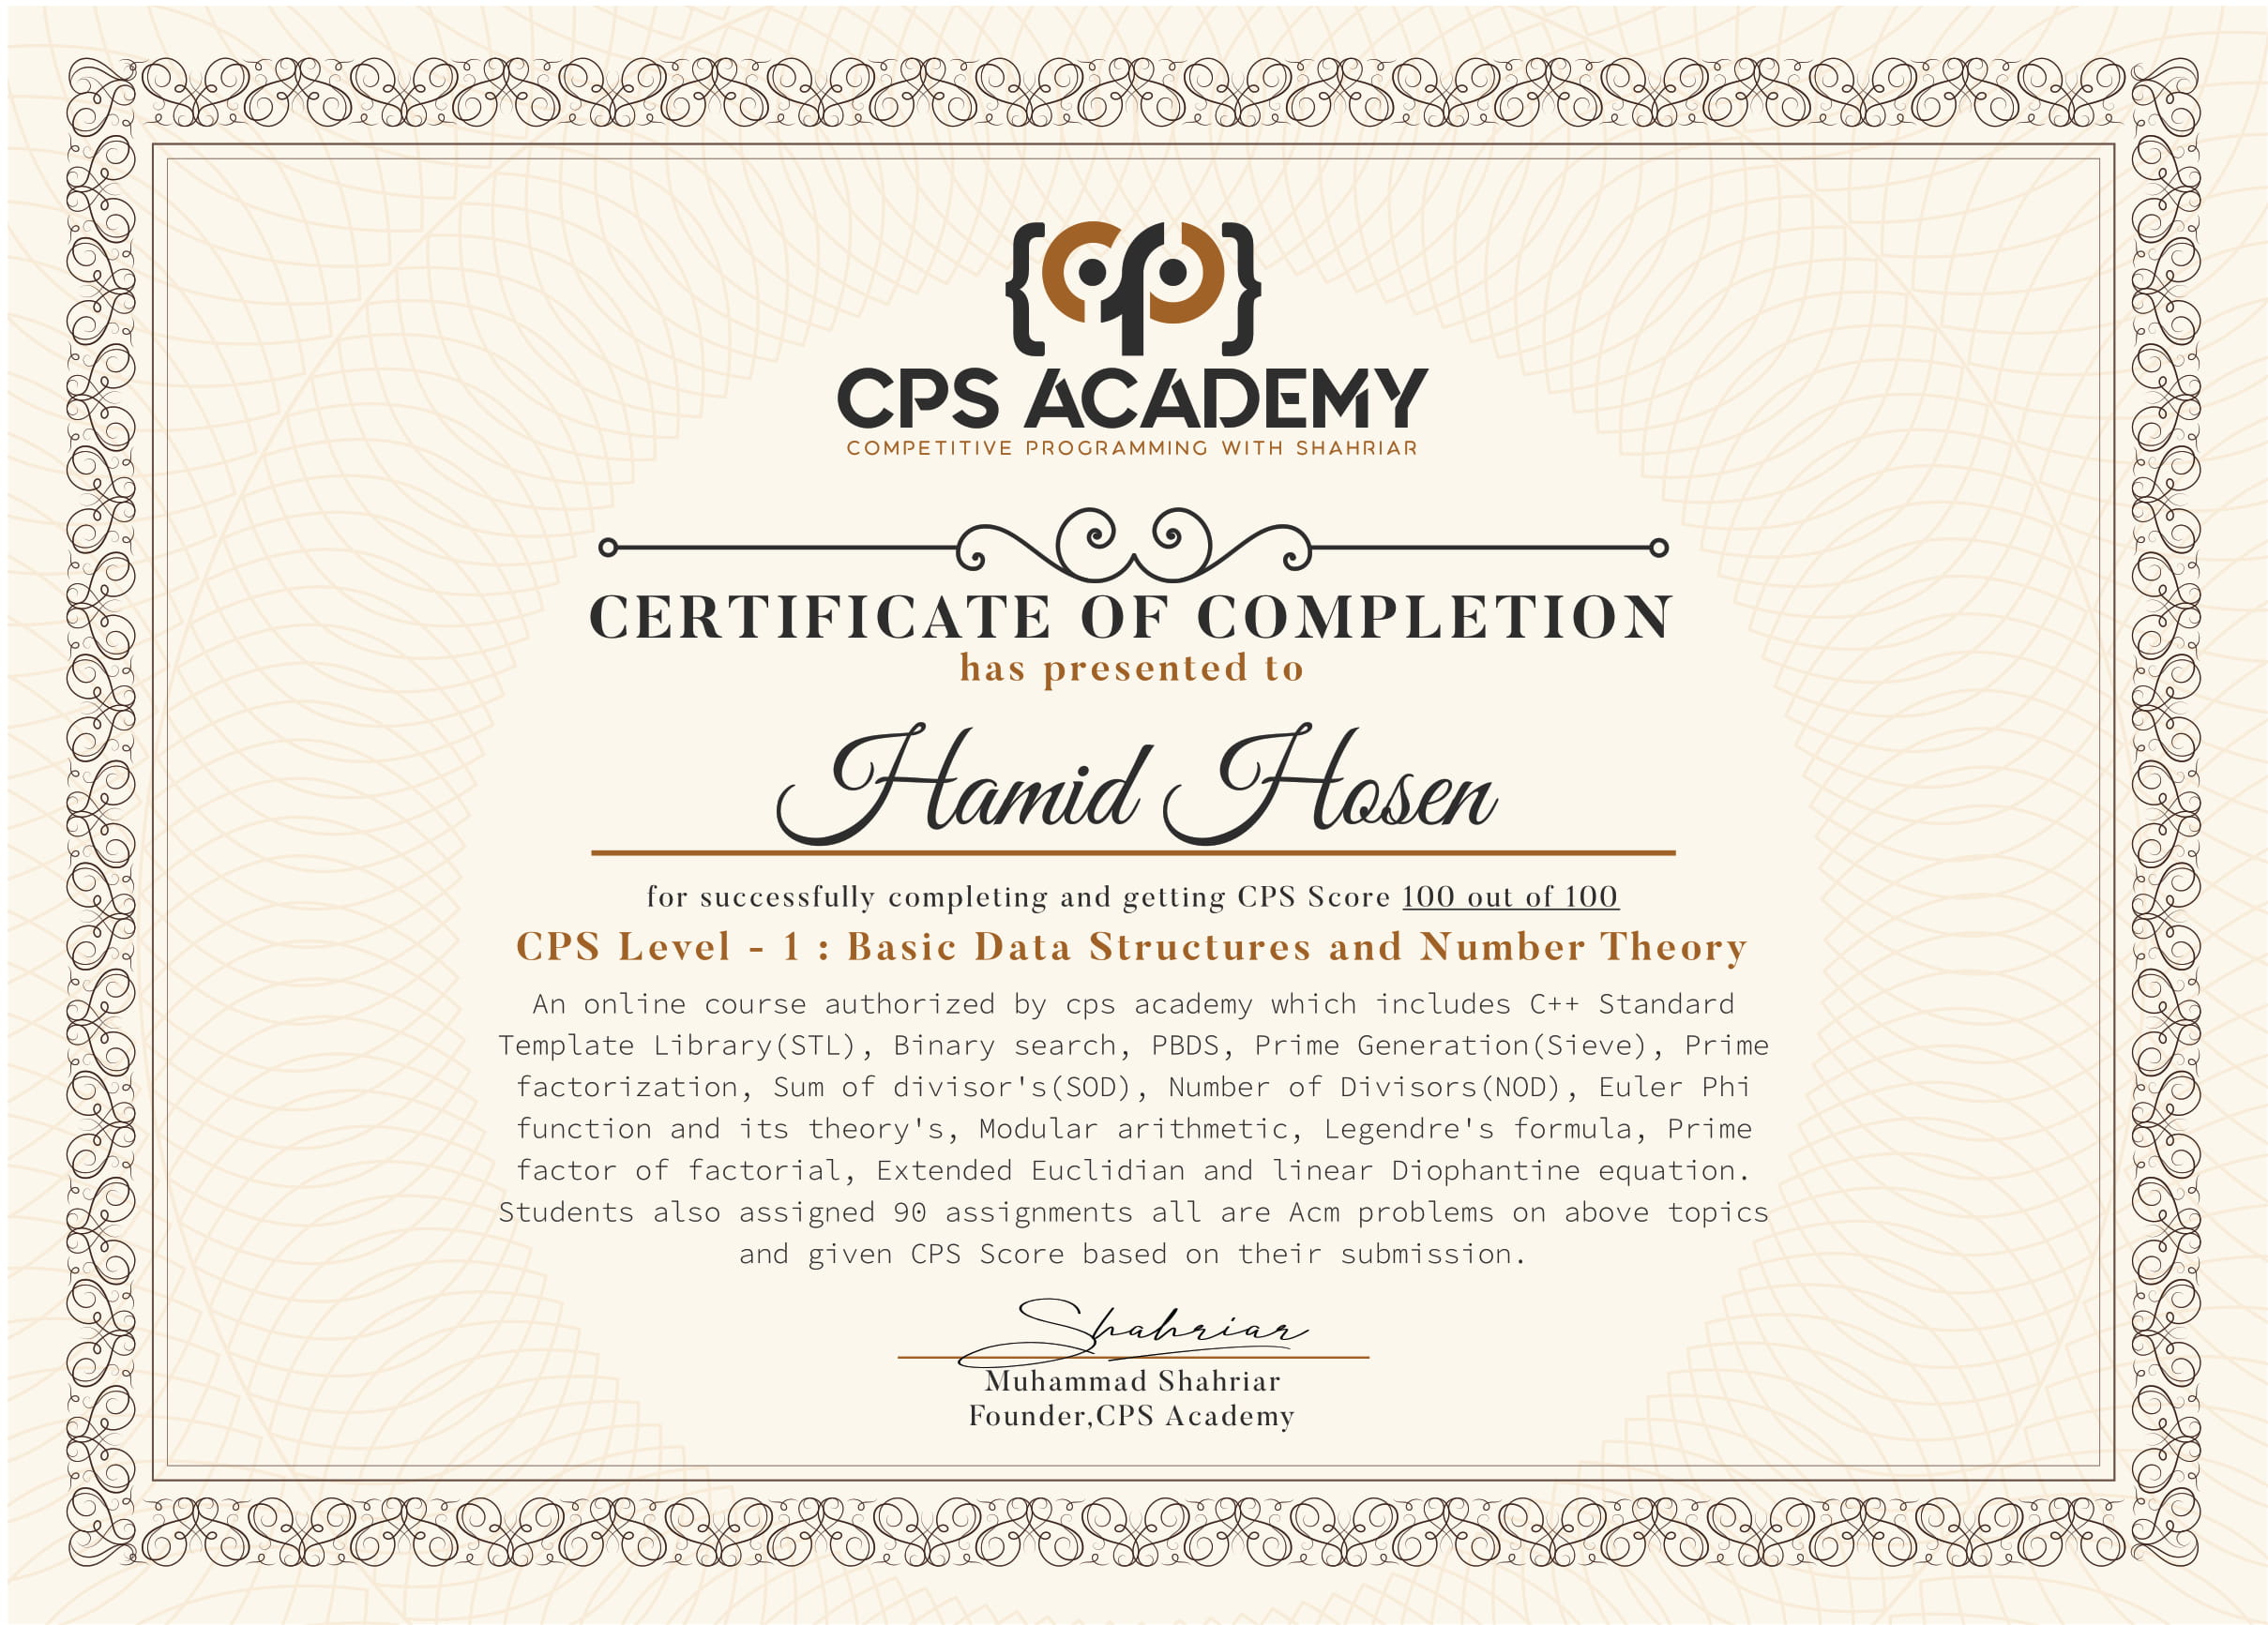 CPS ACADEMY
COMPETITIVE PROGRAMMING WITH SHAHRIAR
CERTIFICATE OF COMPLETION
has presented to
Hamid Hosen
for successfully completing and getting CPS Score 100 out of 100
CPS Level - 1 : Basic Data Structures and Number Theory
An online course authorized by cps academy which includes C++ Standard
Template Library(STL), Binary search, PBDS, Prime Generation(Sieve), Prime
factorization, Sum of divisor's(SOD), Number of Divisors(NOD), Euler Phi
function and its theory's, Modular arithmetic, Legendre's formula, Prime
factor of factorial, Extended Euclidian and linear Diophantine equation.
Students also assigned 90 assignments all are Acm problems on above topics
and given CPS Score based on their submission.
Shahriar
Muhammad Shahriar
Founder,CPS Academy